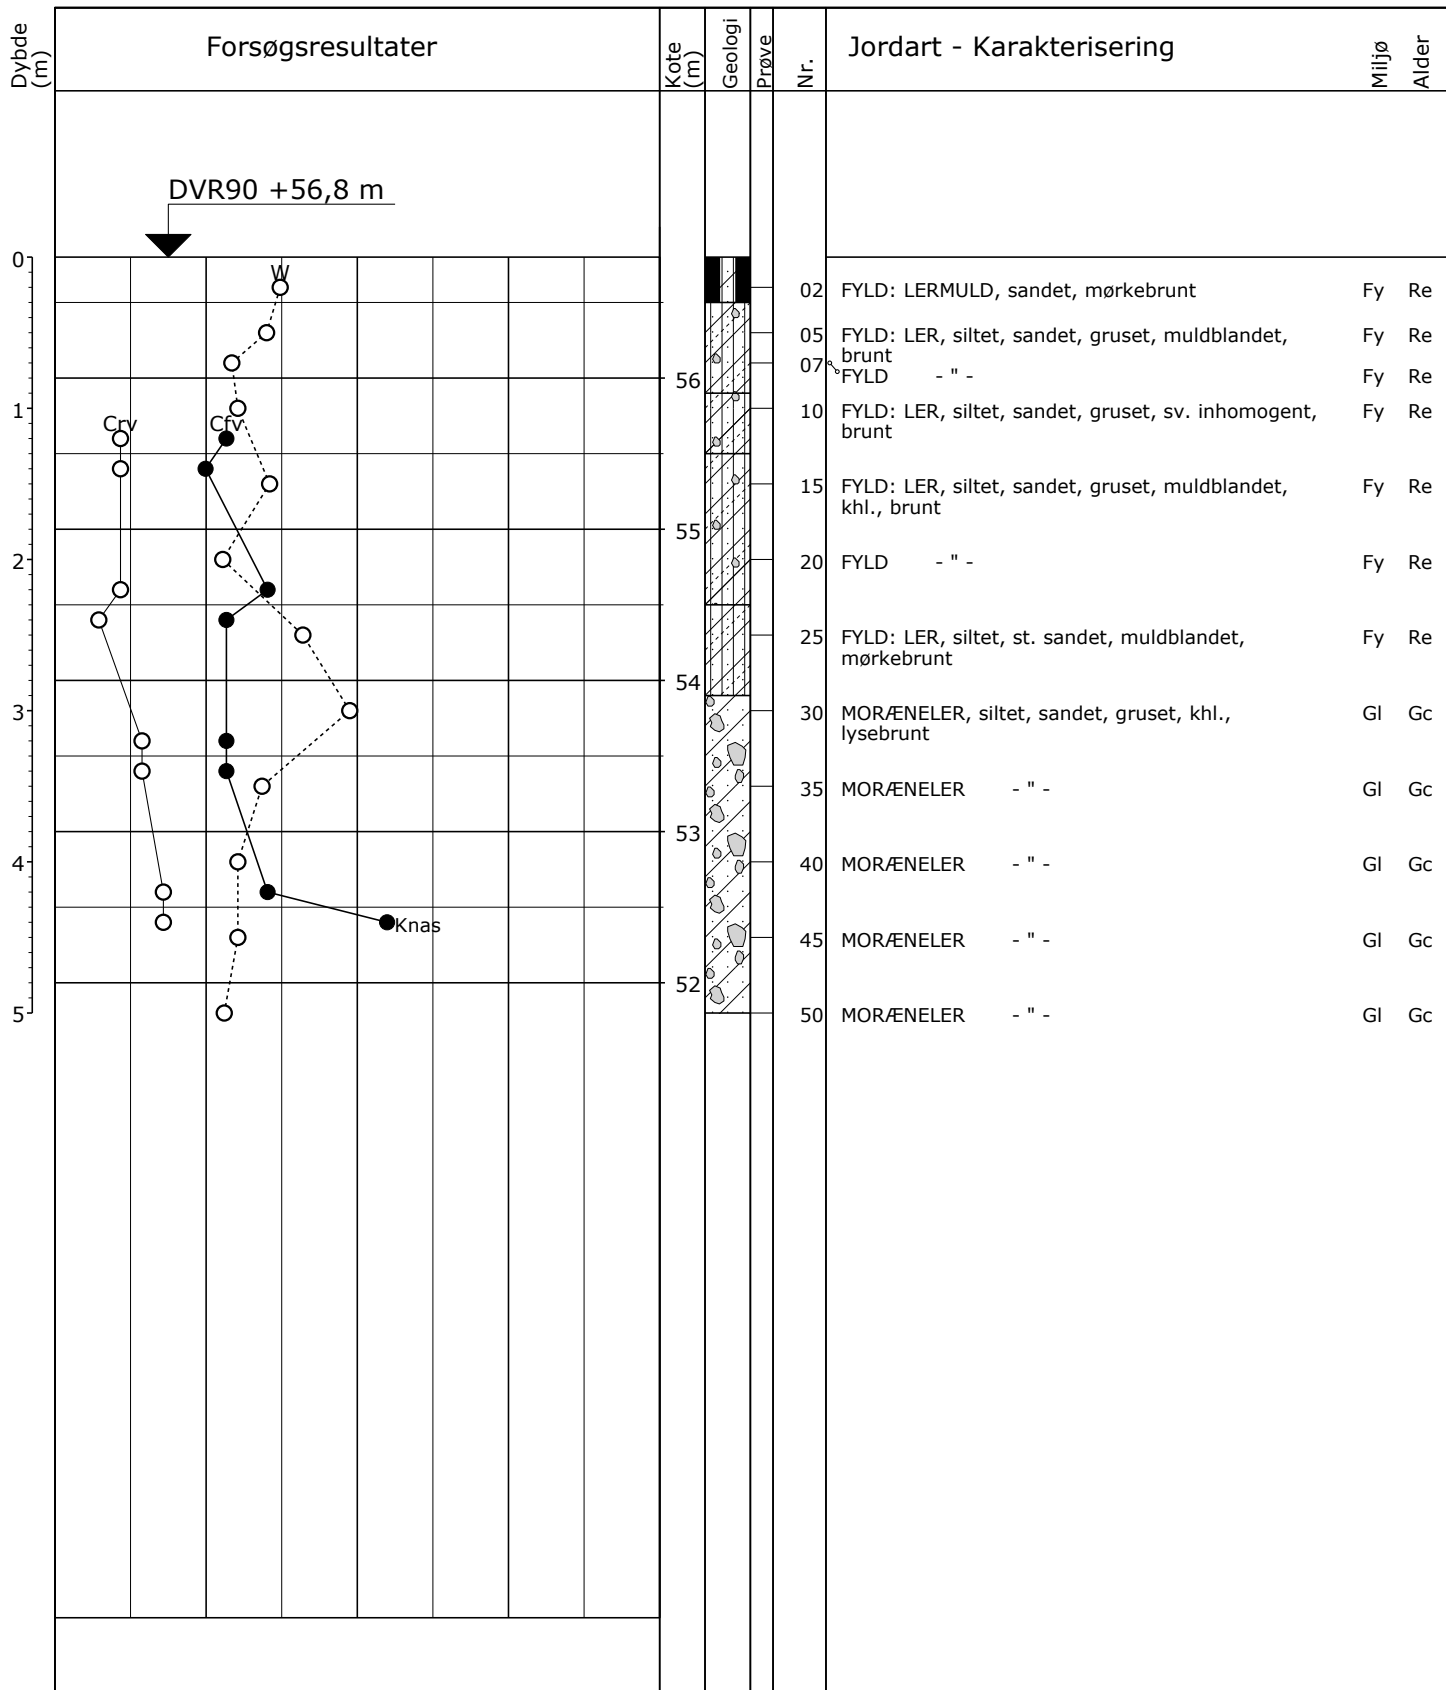 Dybde (m)
Forsøgsresultater
Kote (m)
Geologi
Prøve
Nr.
Jordart - Karakterisering
Miljø
Alder
DVR90 +56,8 m
0
W
02 FYLD: LERMULD, sandet, mørkebrunt Fy Re
05 FYLD: LER, siltet, sandet, gruset, muldblandet, Fy Re
brunt
07 FYLD - " - Fy Re
56
1
Crv
Cfv
10 FYLD: LER, siltet, sandet, gruset, sv. inhomogent, Fy Re
brunt
15 FYLD: LER, siltet, sandet, gruset, muldblandet, Fy Re
khl., brunt
55
2
20 FYLD - " - Fy Re
25 FYLD: LER, siltet, st. sandet, muldblandet, Fy Re
mørkebrunt
54
3
30 MORÆNELER, siltet, sandet, gruset, khl., Gl Gc
lysebrunt
35 MORÆNELER - " - Gl Gc
53
4
40 MORÆNELER - " - Gl Gc
Knas
45 MORÆNELER - " - Gl Gc
52
5
50 MORÆNELER - " - Gl Gc